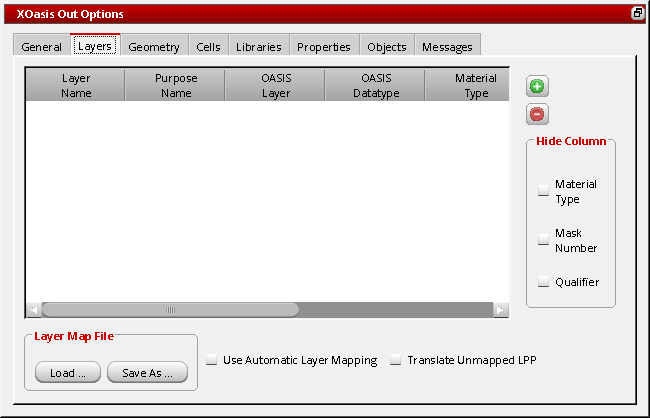 XOasis Out Options
General Layers Geometry Cells Libraries Properties Objects Messages
Layer Name Purpose Name OASIS Layer OASIS Datatype Material Type
Hide Column
Material Type
Mask Number
Qualifier
Layer Map File
Load ... Save As ... Use Automatic Layer Mapping Translate Unmapped LPP